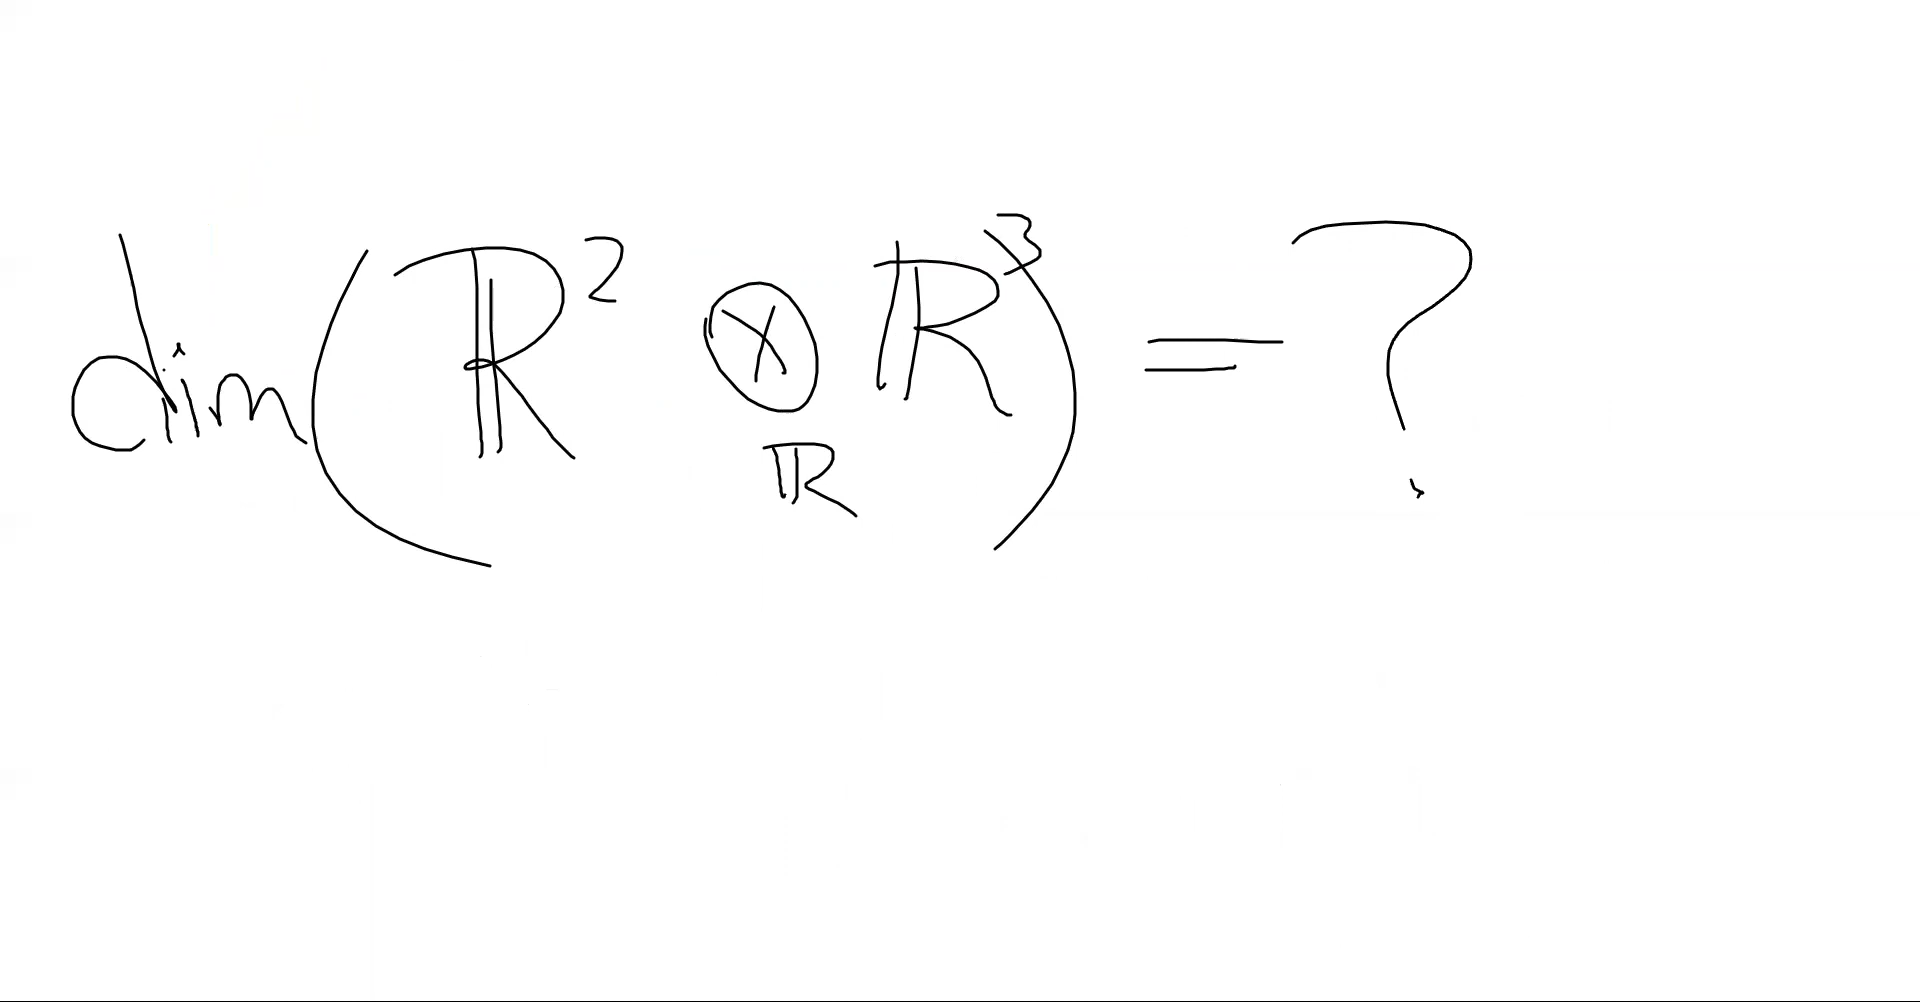 dim(ℝ² ⊗_ℝ ℝ³) = ?